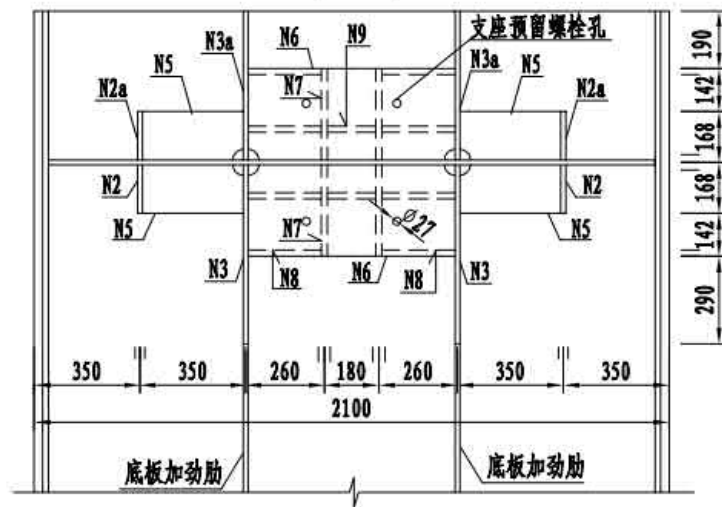 N6 N9 支座预留螺栓孔 190
N3a N3a
N5 N7 N5 142
N2a N2a
168
N2 N2 168
N5 N7 Ø27 N5
N3 N8 N6 N8 N3 142
290
350 350 260 180 260 350 350
2100
底板加劲肋 底板加劲肋